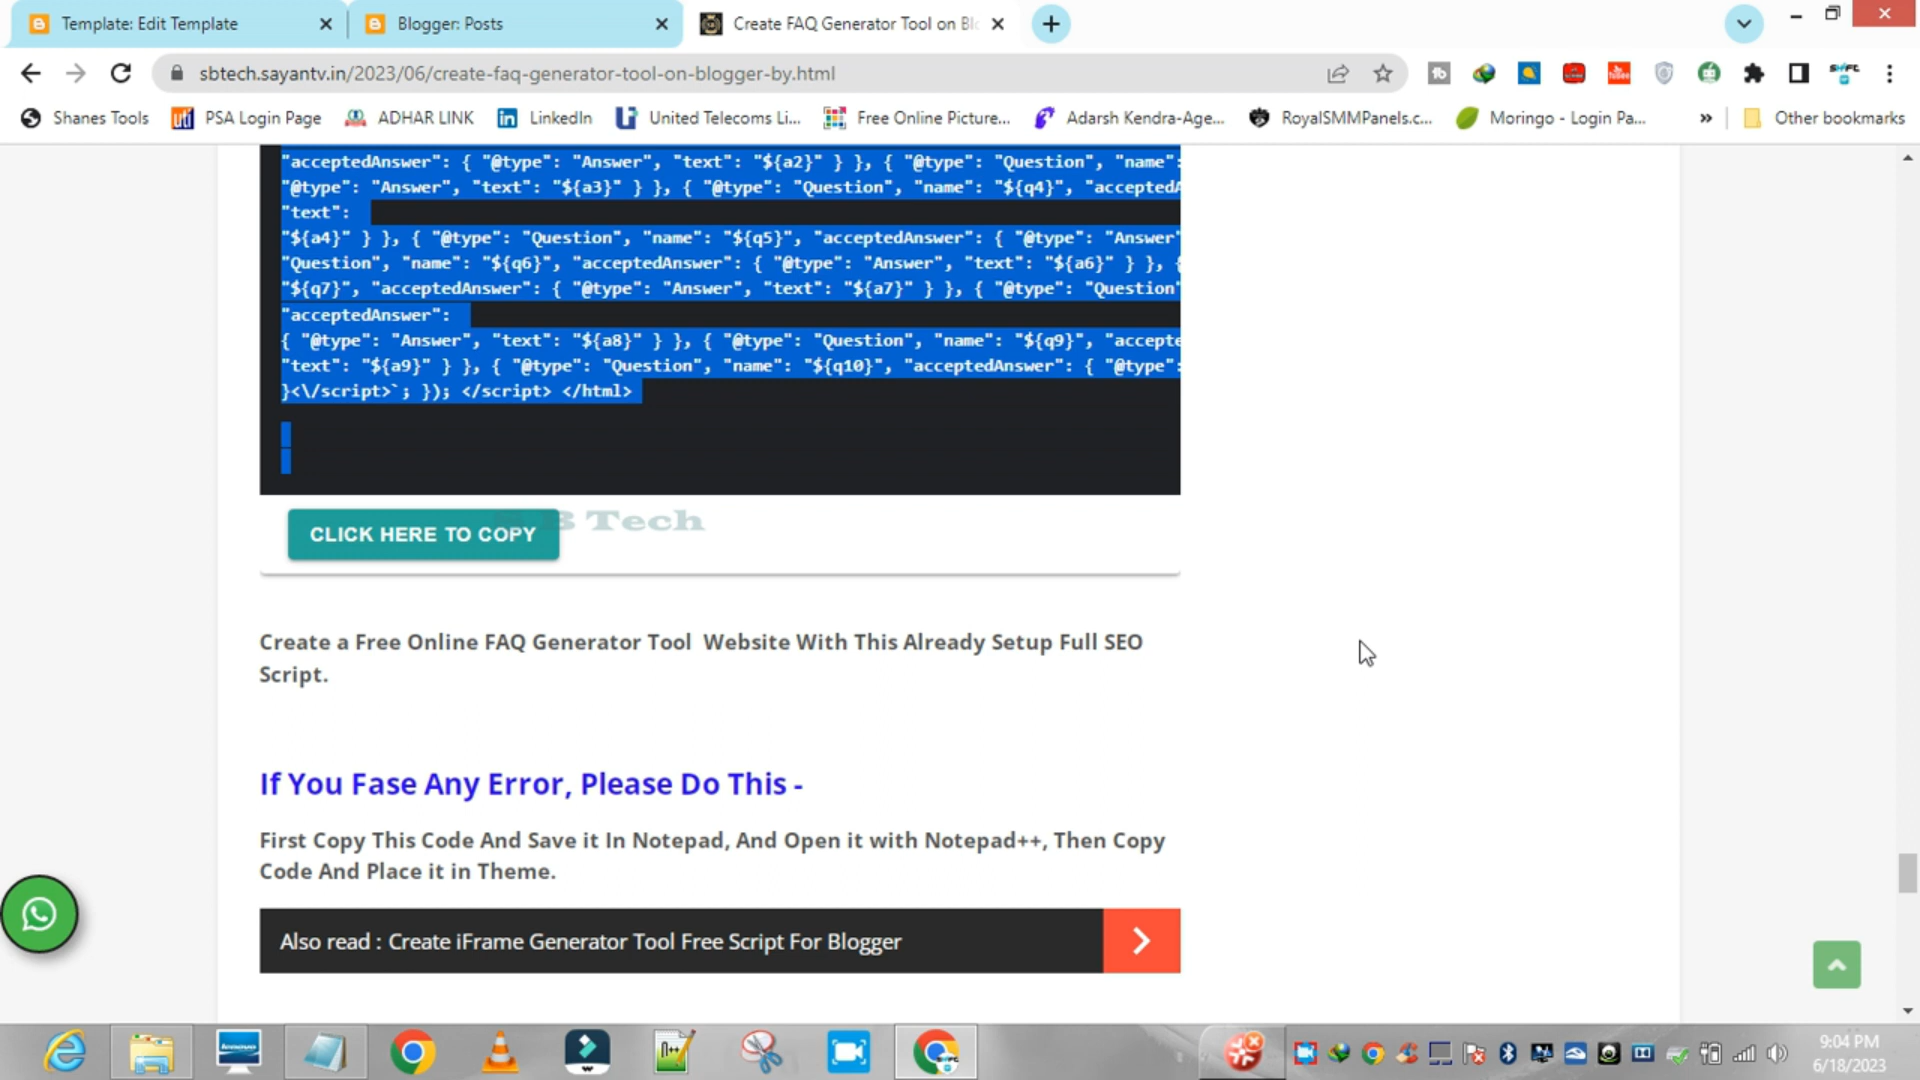 Template: Edit Template
Blogger: Posts
Create FAQ Generator Tool on Blo
sbtech.sayantv.in/2023/06/create-faq-generator-tool-on-blogger-by.html
Shanes Tools
PSA Login Page
ADHAR LINK
LinkedIn
United Telecoms Li...
Free Online Picture...
Adarsh Kendra-Age...
RoyalSMMPanels.c...
Moringo - Login Pa...
Other bookmarks
"acceptedAnswer": { "@type": "Answer", "text": "${a2}" } }, { "@type": "Question", "name":
"@type": "Answer", "text": "${a3}" } }, { "@type": "Question", "name": "${q4}", "acceptedA
"text":
"${a4}" } }, { "@type": "Question", "name": "${q5}", "acceptedAnswer": { "@type": "Answer"
"Question", "name": "${q6}", "acceptedAnswer": { "@type": "Answer", "text": "${a6}" } }, {
"${q7}", "acceptedAnswer": { "@type": "Answer", "text": "${a7}" } }, { "@type": "Question"
"acceptedAnswer":
{ "@type": "Answer", "text": "${a8}" } }, { "@type": "Question", "name": "${q9}", "accepte
"text": "${a9}" } }, { "@type": "Question", "name": "${q10}", "acceptedAnswer": { "@type":
}<\/script>`; }); </script> </html>
CLICK HERE TO COPY
B Tech
Create a Free Online FAQ Generator Tool Website With This Already Setup Full SEO
Script.
If You Fase Any Error, Please Do This -
First Copy This Code And Save it In Notepad, And Open it with Notepad++, Then Copy
Code And Place it in Theme.
Also read : Create iFrame Generator Tool Free Script For Blogger
9:04 PM
6/18/2023